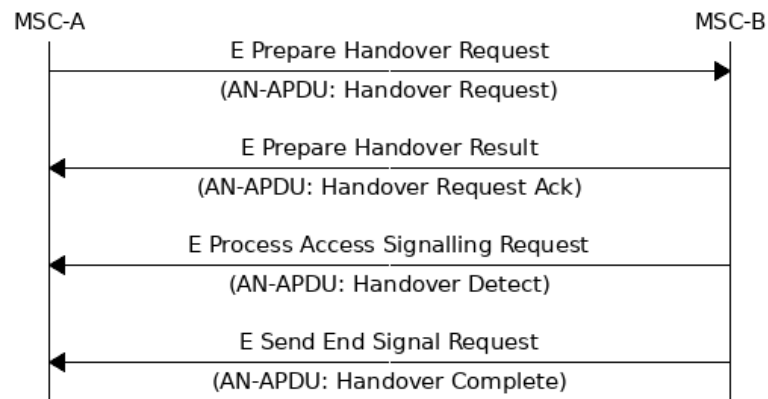 MSC-A MSC-B
E Prepare Handover Request
(AN-APDU: Handover Request)
E Prepare Handover Result
(AN-APDU: Handover Request Ack)
E Process Access Signalling Request
(AN-APDU: Handover Detect)
E Send End Signal Request
(AN-APDU: Handover Complete)